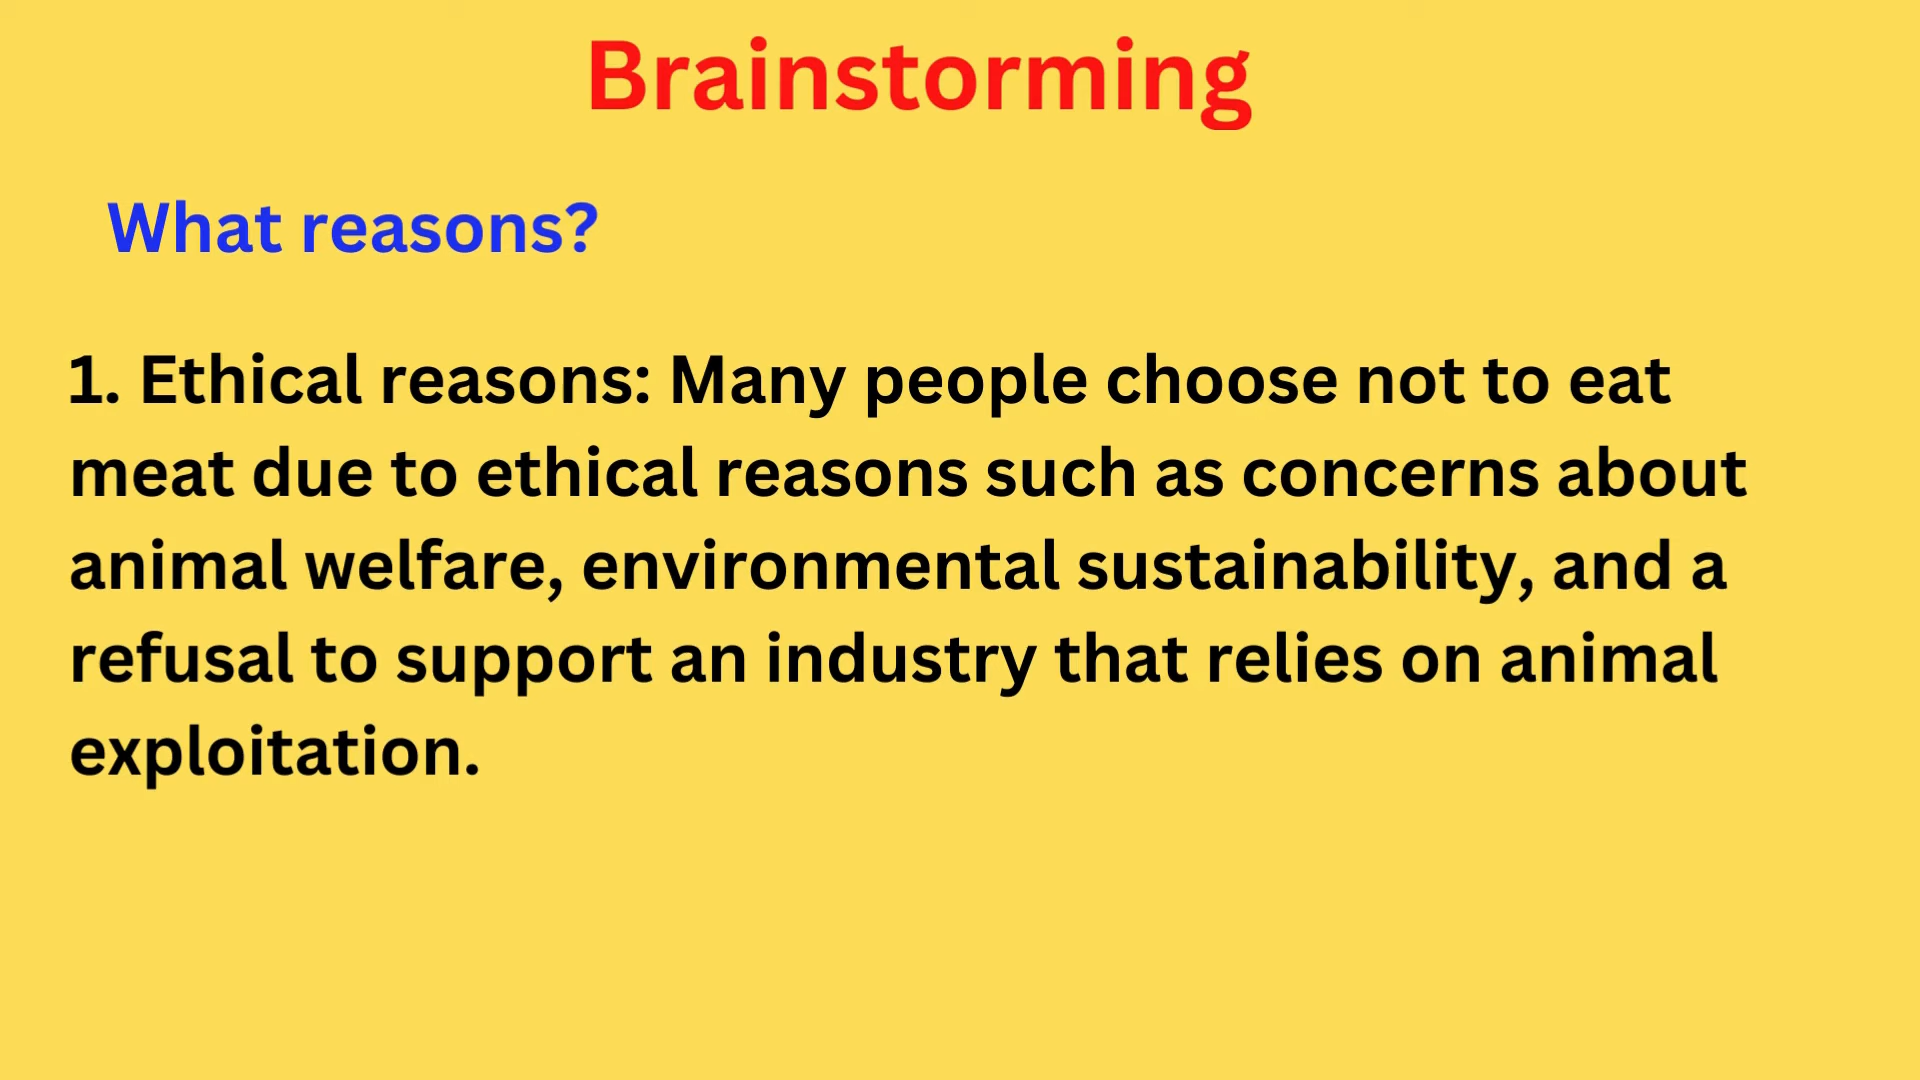 Brainstorming
What reasons?
1. Ethical reasons: Many people choose not to eat
meat due to ethical reasons such as concerns about
animal welfare, environmental sustainability, and a
refusal to support an industry that relies on animal
exploitation.